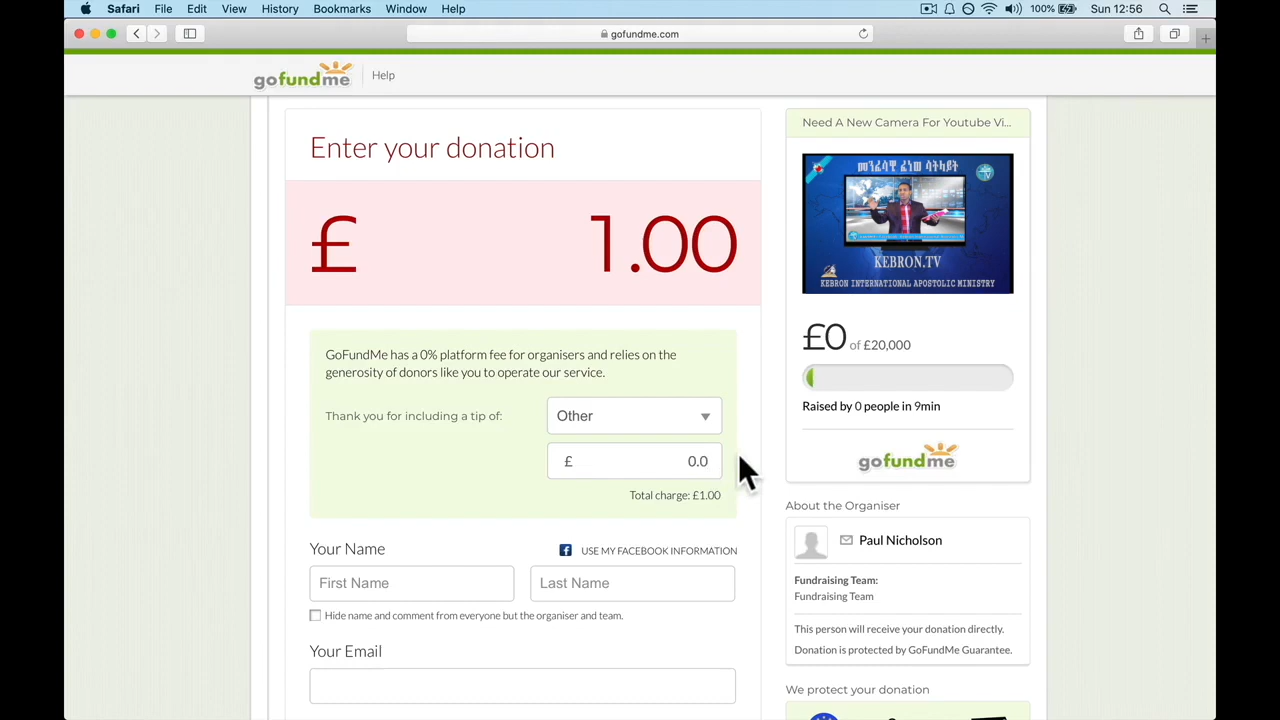 Safari File Edit View History Bookmarks Window Help 100% Sun 12:56
gofundme.com
gofundme Help
Enter your donation
£ 1.00
GoFundMe has a 0% platform fee for organisers and relies on the
generosity of donors like you to operate our service.
Thank you for including a tip of: Other
£ 0.0
Total charge: £1.00
Your Name USE MY FACEBOOK INFORMATION
First Name Last Name
Hide name and comment from everyone but the organiser and team.
Your Email
Need A New Camera For Youtube Vi...
መንፈሳዊ ፈነው ሳትካይት
KEBRON.TV
KEBRON INTERNATIONAL APOSTOLIC MINISTRY
£0 of £20,000
Raised by 0 people in 9min
gofundme
About the Organiser
Paul Nicholson
Fundraising Team:
Fundraising Team
This person will receive your donation directly.
Donation is protected by GoFundMe Guarantee.
We protect your donation